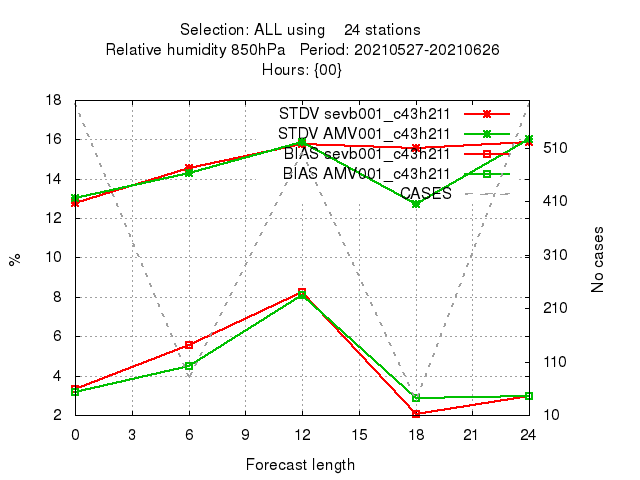 Selection: ALL using    24 stations
Relative humidity 850hPa   Period: 20210527-20210626
Hours: {00}
STDV sevb001_c43h211
STDV AMV001_c43h211
BIAS sevb001_c43h211
BIAS AMV001_c43h211
CASES
18
16
14
12
10
8
6
4
2
%
510
410
310
210
110
10
No cases
0 3 6 9 12 15 18 21 24
Forecast length